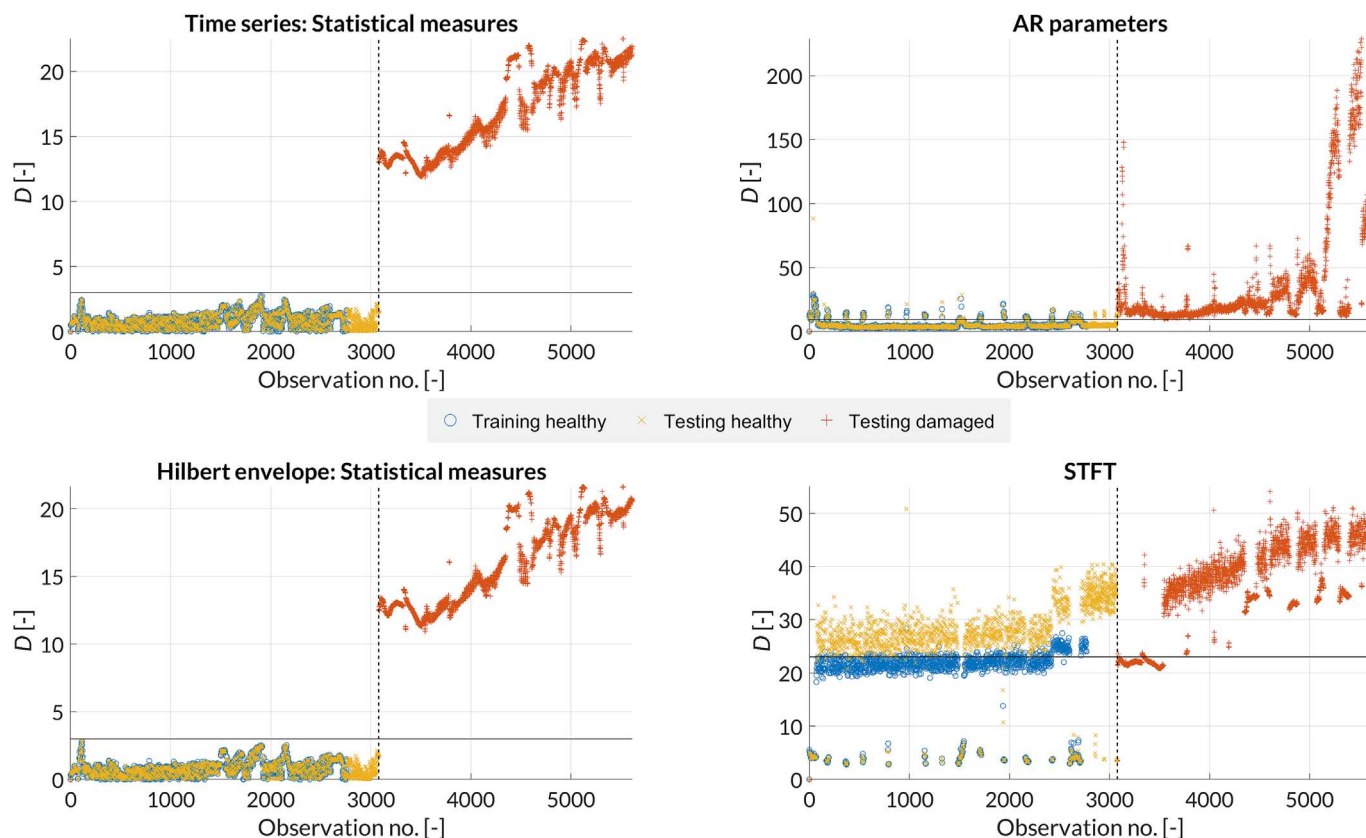 Time series: Statistical measures
20
15
10
5
0
D [-]
0 1000 2000 3000 4000 5000
Observation no. [-]
AR parameters
200
150
100
50
0
D [-]
0 1000 2000 3000 4000 5000
Observation no. [-]
Training healthy Testing healthy Testing damaged
Hilbert envelope: Statistical measures
20
15
10
5
0
D [-]
0 1000 2000 3000 4000 5000
Observation no. [-]
STFT
50
40
30
20
10
0
D [-]
0 1000 2000 3000 4000 5000
Observation no. [-]